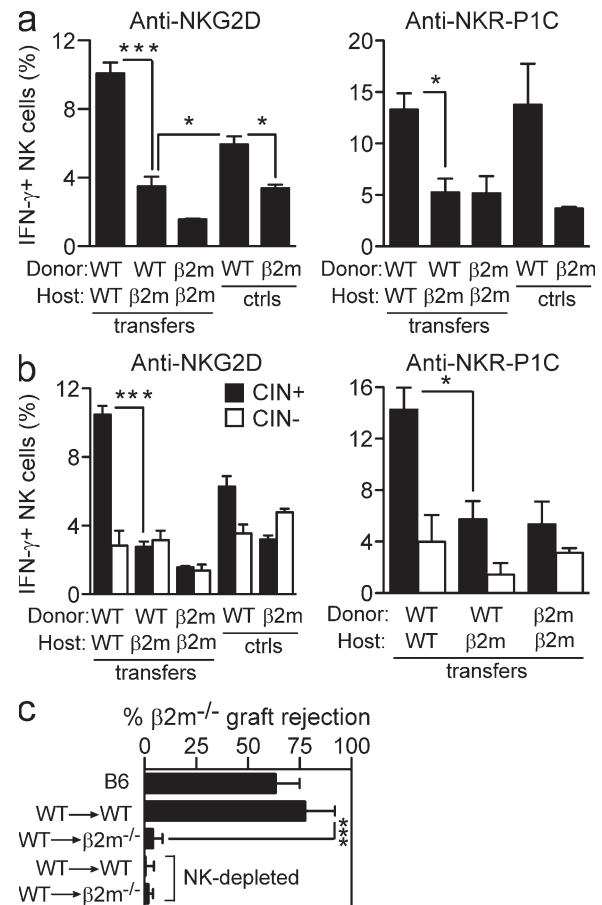 a
Anti-NKG2D
Anti-NKR-P1C
IFN-γ+ NK cells (%)
12
8
4
0
20
15
10
5
0
***
*
*
*
Donor: WT WT β2m WT β2m
Host: WT β2m β2m ctrls
transfers
WT WT β2m WT β2m
WT β2m β2m ctrls
transfers
b
Anti-NKG2D
Anti-NKR-P1C
IFN-γ+ NK cells (%)
12
8
4
0
16
12
8
4
0
***
CIN+
CIN-
*
Donor: WT WT β2m WT β2m
Host: WT β2m β2m ctrls
transfers
Donor: WT WT β2m
Host: WT β2m β2m
transfers
c
% β2m-/- graft rejection
0 25 50 75 100
B6
WT→WT
WT→β2m-/-
***
WT→WT
WT→β2m-/-
NK-depleted